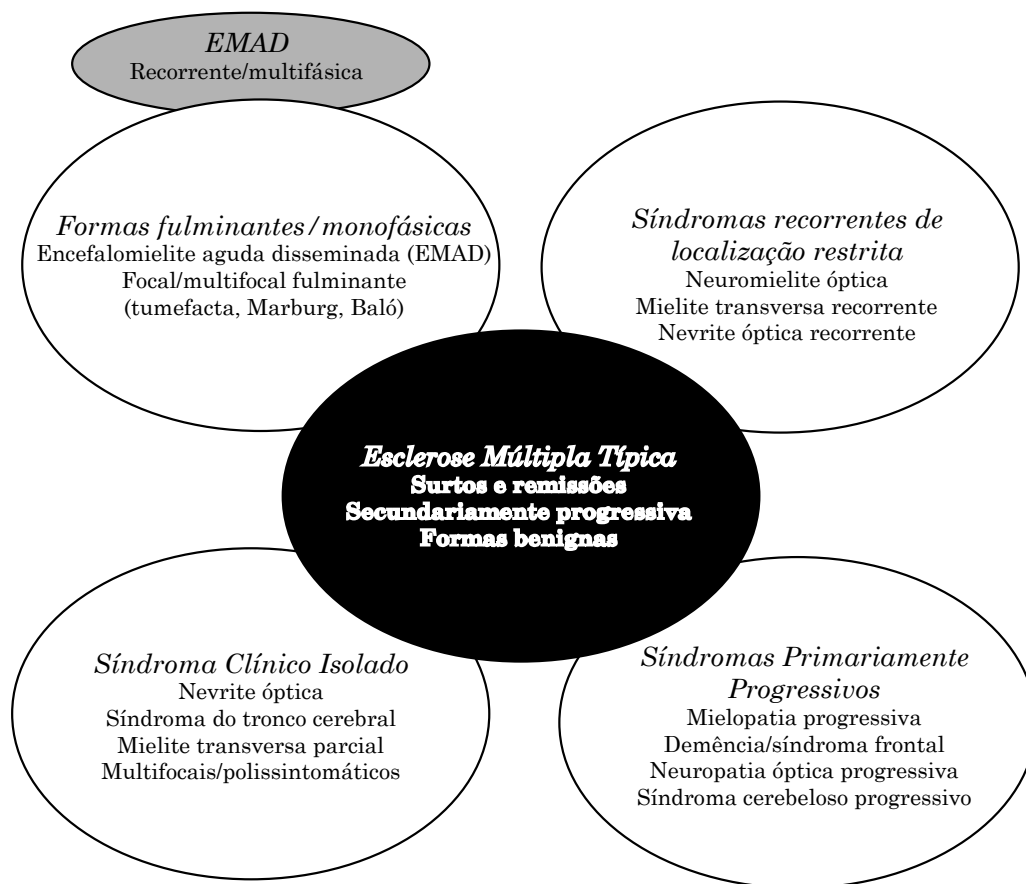 EMAD
Recorrente/multifásica
Formas fulminantes/monofásicas
Encefalomielite aguda disseminada (EMAD)
Focal/multifocal fulminante
(tumefacta, Marburg, Baló)
Síndromas recorrentes de
localização restrita
Neuromielite óptica
Mielite transversa recorrente
Nevrite óptica recorrente
Esclerose Múltipla Típica
Surtos e remissões
Secundariamente progressiva
Formas benignas
Síndroma Clínico Isolado
Nevrite óptica
Síndroma do tronco cerebral
Mielite transversa parcial
Multifocais/polissintomáticos
Síndromas Primariamente
Progressivos
Mielopatia progressiva
Demência/síndroma frontal
Neuropatia óptica progressiva
Síndroma cerebeloso progressivo